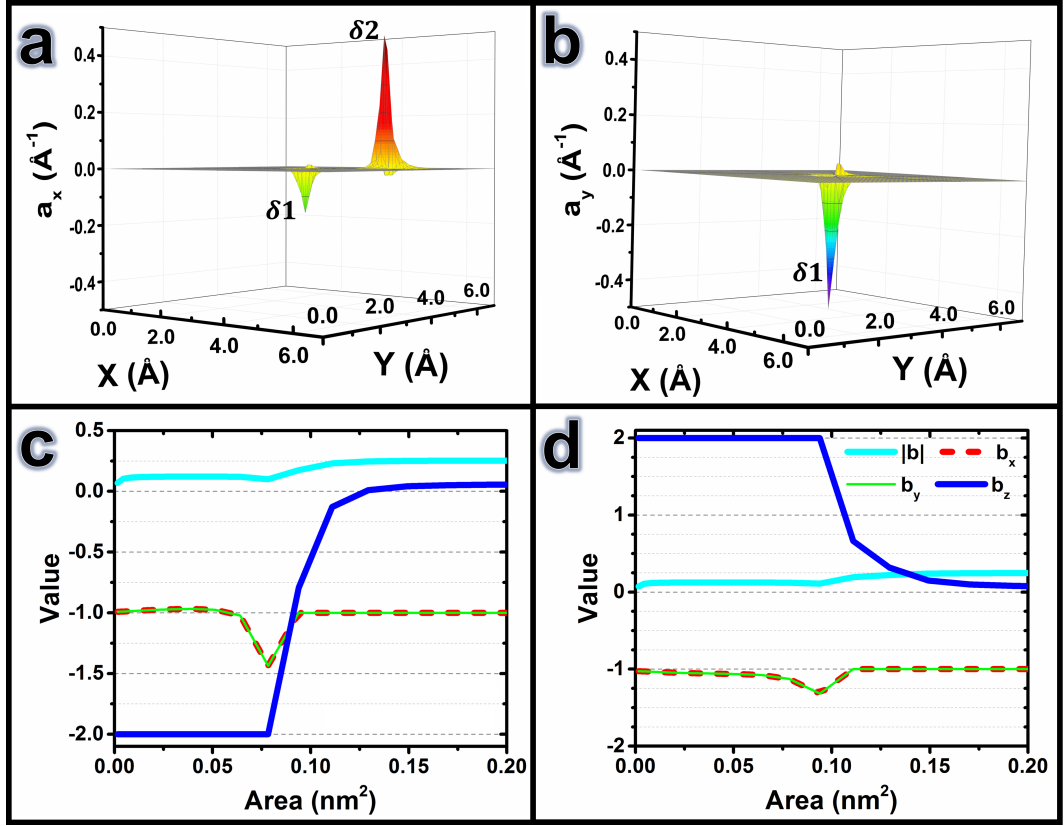 a
δ2
0.4
0.2
0.0
-0.2
-0.4
aₓ (Å⁻¹)
δ1
0.0
2.0
4.0
6.0
X (Å)
0.0
2.0
4.0
6.0
Y (Å)
b
0.4
0.2
0.0
-0.2
-0.4
a_y (Å⁻¹)
δ1
0.0
2.0
4.0
6.0
X (Å)
0.0
2.0
4.0
6.0
Y (Å)
c
0.5
0.0
-0.5
-1.0
-1.5
-2.0
Value
0.00 0.05 0.10 0.15 0.20
Area (nm²)
d
|b| bₓ
b_y b_z
2
1
0
-1
-2
Value
0.00 0.05 0.10 0.15 0.20
Area (nm²)